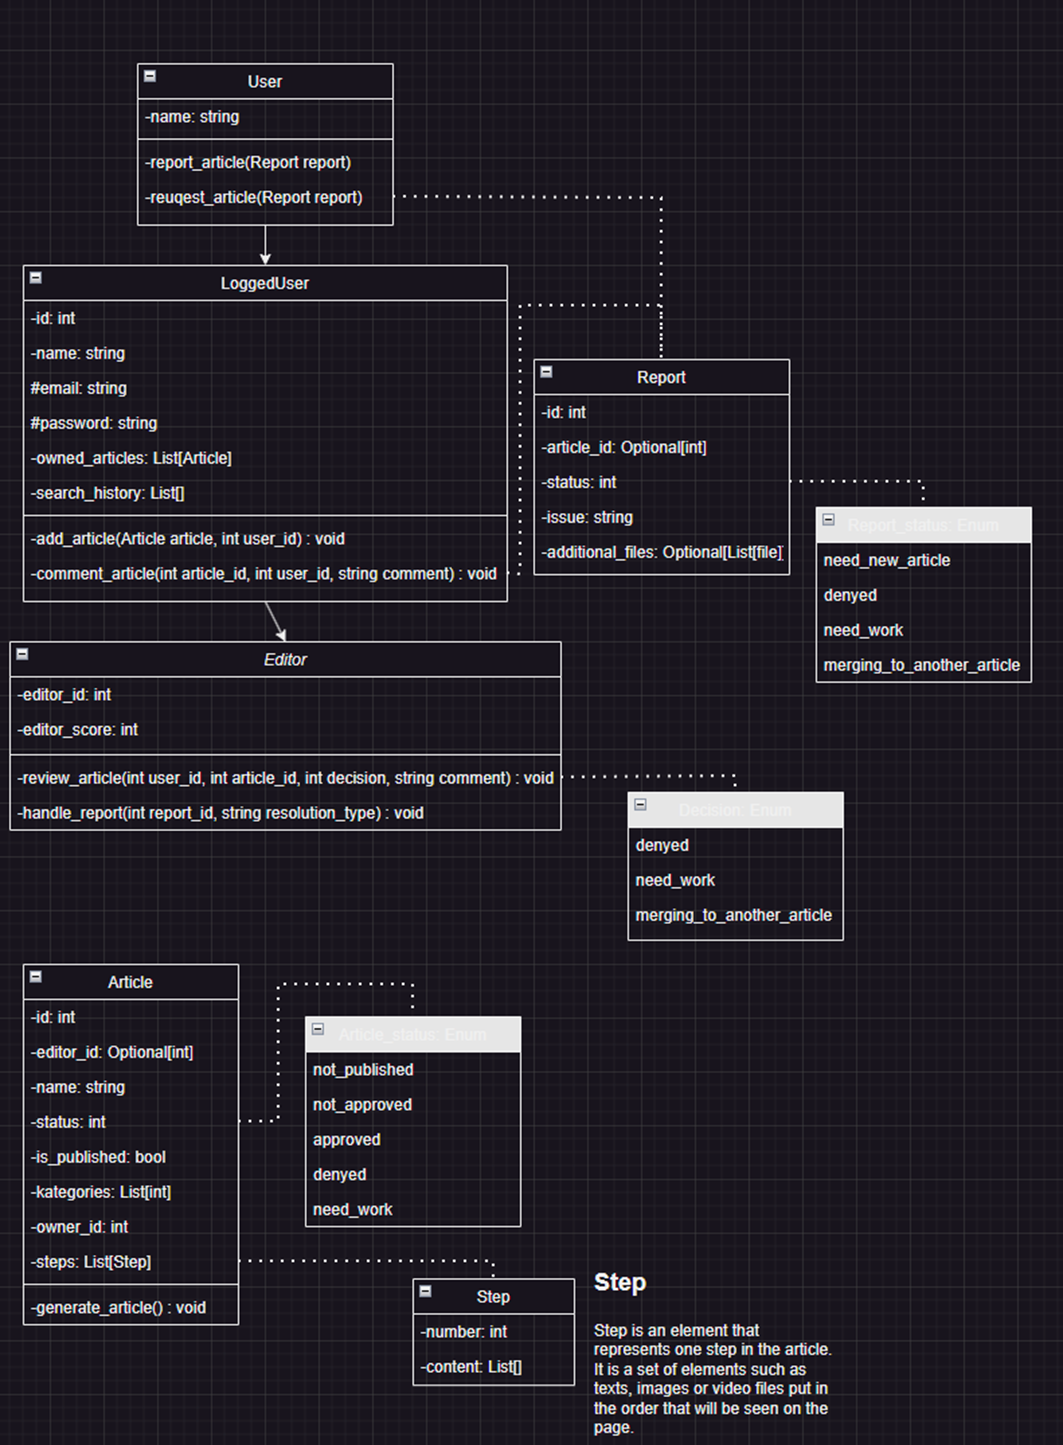 User
-name: string
-report_article(Report report)
-reuqest_article(Report report)
LoggedUser
-id: int
-name: string
#email: string
#password: string
-owned_articles: List[Article]
-search_history: List[]
-add_article(Article article, int user_id) : void
-comment_article(int article_id, int user_id, string comment) : void
Report
-id: int
-article_id: Optional[int]
-status: int
-issue: string
-additional_files: Optional[List[file]]
Report_status: Enum
need_new_article
denyed
need_work
merging_to_another_article
Editor
-editor_id: int
-editor_score: int
-review_article(int user_id, int article_id, int decision, string comment) : void
-handle_report(int report_id, string resolution_type) : void
Decision: Enum
denyed
need_work
merging_to_another_article
Article
-id: int
-editor_id: Optional[int]
-name: string
-status: int
-is_published: bool
-kategories: List[int]
-owner_id: int
-steps: List[Step]
-generate_article() : void
Article_status: Enum
not_published
not_approved
approved
denyed
need_work
Step
-number: int
-content: List[]
Step
Step is an element that
represents one step in the article.
It is a set of elements such as
texts, images or video files put in
the order that will be seen on the
page.